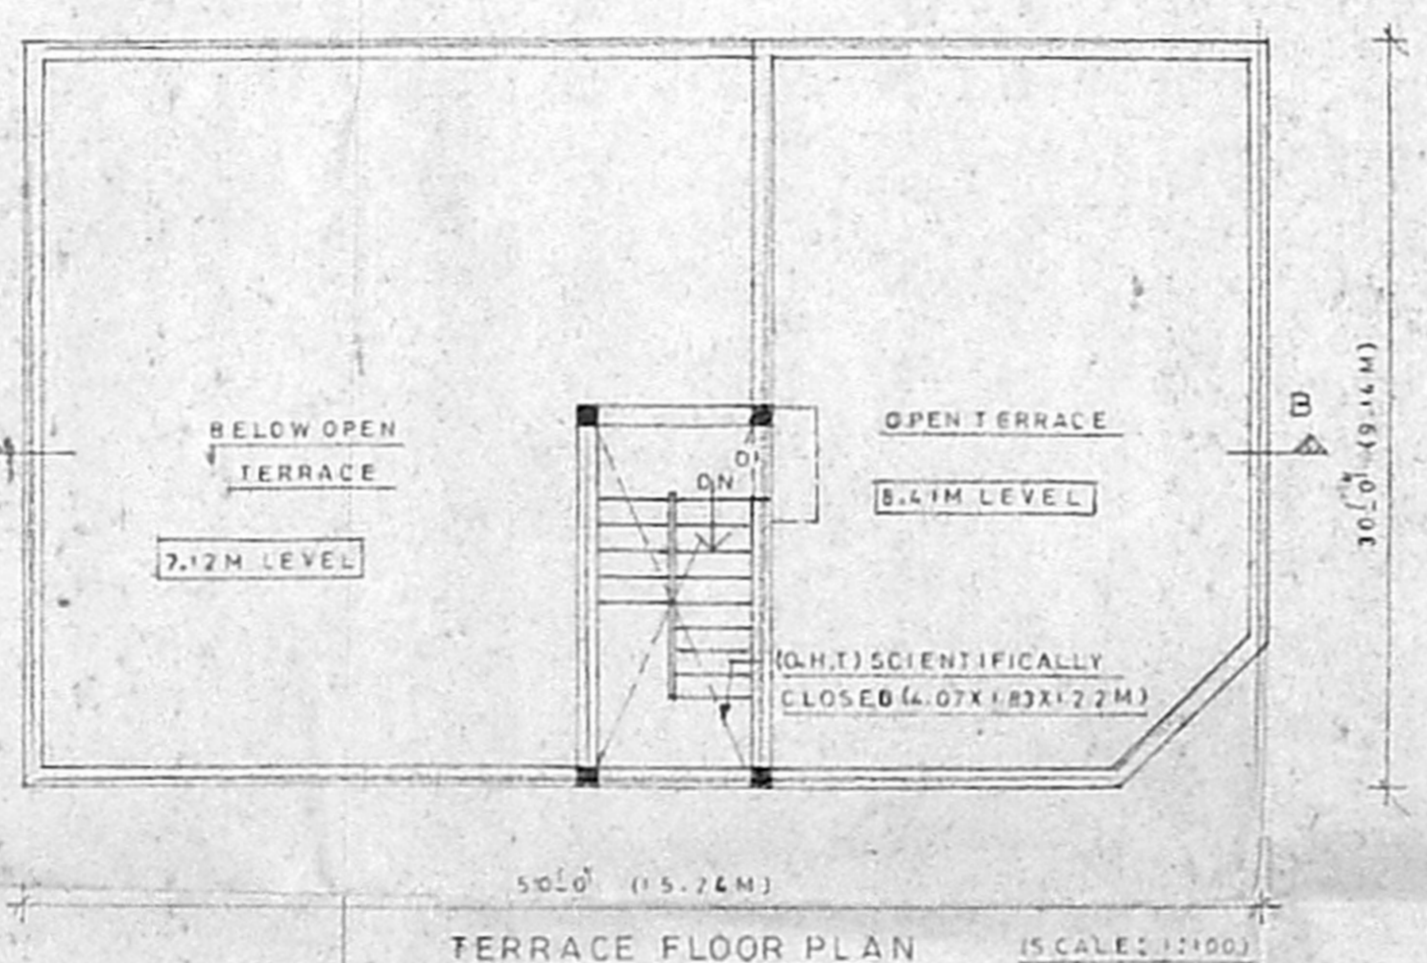 BELOW OPEN
TERRACE
7.12M LEVEL
D1
DN
OPEN TERRACE
8.41M LEVEL
B
30'-0" (9.14M)
(O.H.T) SCIENTIFICALLY
CLOSED (4.07X1.83X1.22M)
50'-0" (15.24M)
TERRACE FLOOR PLAN
(SCALE: 1:100)